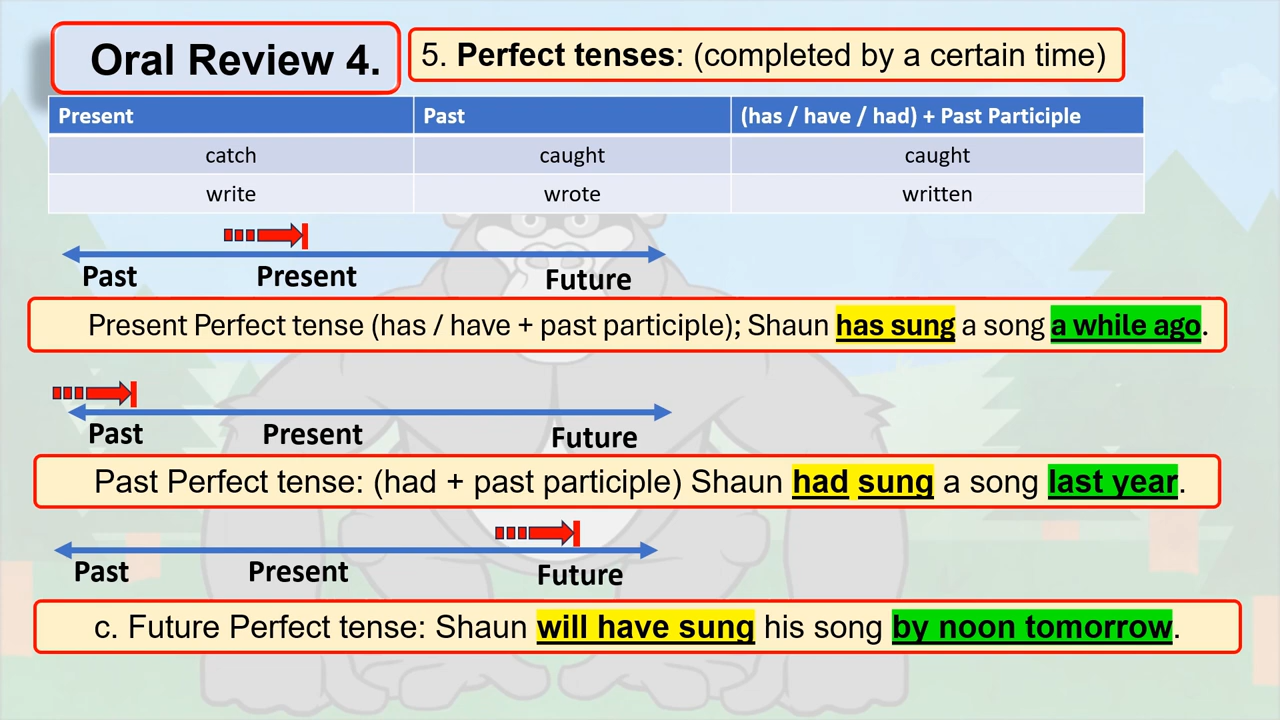 Oral Review 4.
5. Perfect tenses: (completed by a certain time)
Present Past (has / have / had) + Past Participle
catch caught caught
write wrote written
Past Present Future
Present Perfect tense (has / have + past participle); Shaun has sung a song a while ago.
Past Present Future
Past Perfect tense: (had + past participle) Shaun had sung a song last year.
Past Present Future
c. Future Perfect tense: Shaun will have sung his song by noon tomorrow.